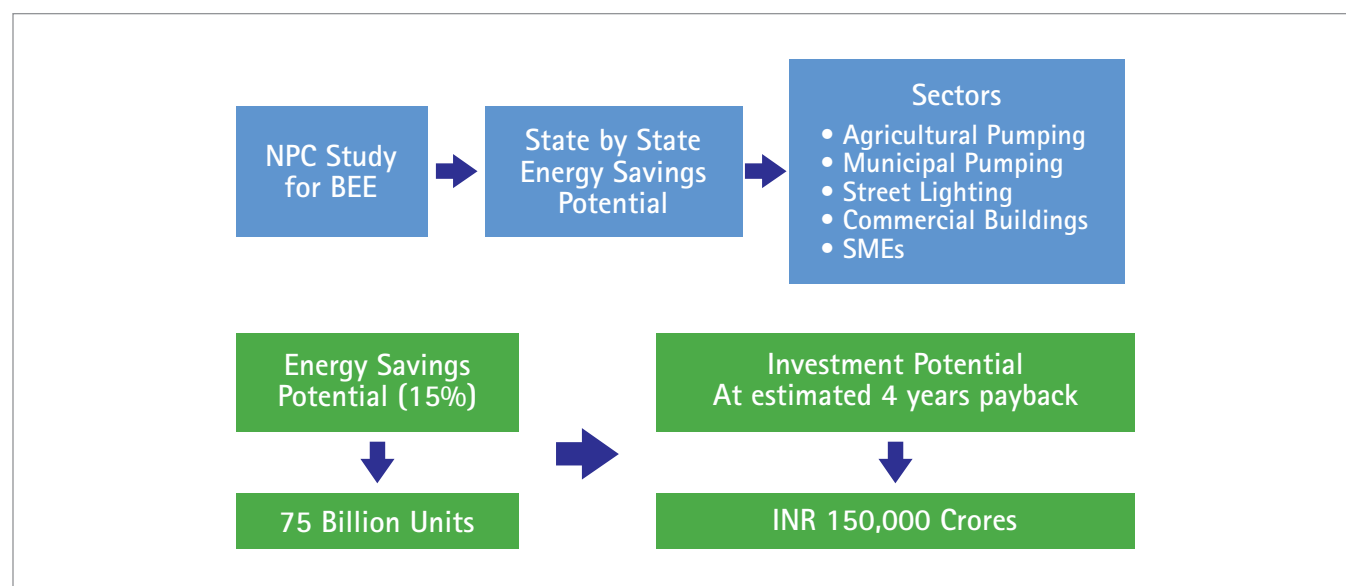 NPC Study
for BEE
State by State
Energy Savings
Potential
Sectors
• Agricultural Pumping
• Municipal Pumping
• Street Lighting
• Commercial Buildings
• SMEs
Energy Savings
Potential (15%)
Investment Potential
At estimated 4 years payback
75 Billion Units
INR 150,000 Crores